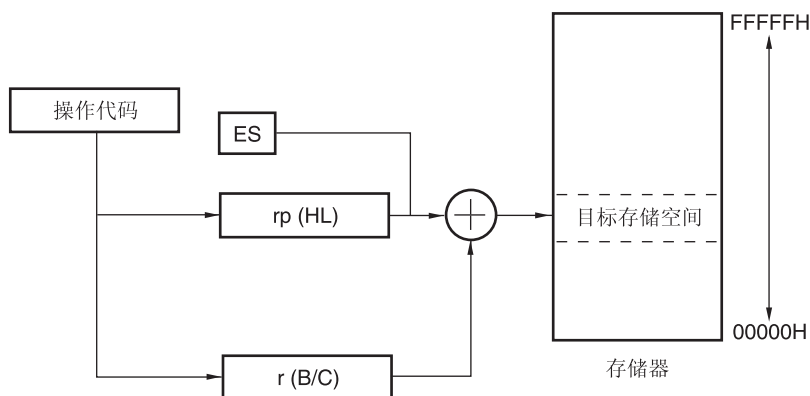 FFFFFH
操作代码
ES
rp (HL)
目标存储空间
00000H
r (B/C)
存储器